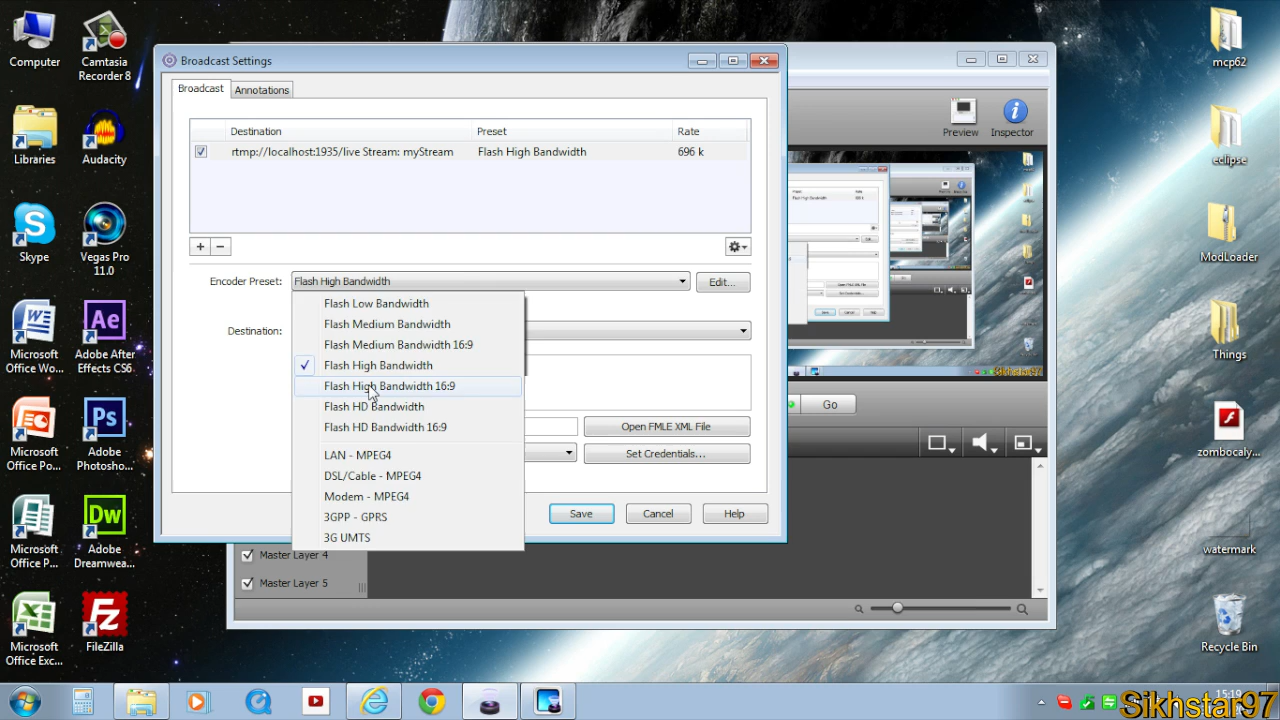 Computer
Camtasia
Recorder 8
Libraries
Audacity
Skype
Vegas Pro
11.0
Microsoft
Office Wo...
Adobe After
Effects CS6
Microsoft
Office Po...
Adobe
Photosho...
Microsoft
Office P...
Adobe
Dreamwea...
Microsoft
Office Exc...
FileZilla
Broadcast Settings
Broadcast
Annotations
Destination
Preset
Rate
rtmp://localhost:1935/live Stream: myStream
Flash High Bandwidth
696 k
Encoder Preset:
Flash High Bandwidth
Edit...
Destination:
Flash Low Bandwidth
Flash Medium Bandwidth
Flash Medium Bandwidth 16:9
Flash High Bandwidth
Flash High Bandwidth 16:9
Flash HD Bandwidth
Flash HD Bandwidth 16:9
LAN - MPEG4
DSL/Cable - MPEG4
Modem - MPEG4
3GPP - GPRS
3G UMTS
Open FMLE XML File
Set Credentials...
Save
Cancel
Help
Preview
Inspector
Go
Master Layer 4
Master Layer 5
mcp62
eclipse
ModLoader
Things
zombocaly...
watermark
Recycle Bin
15:19
Sikhstar97